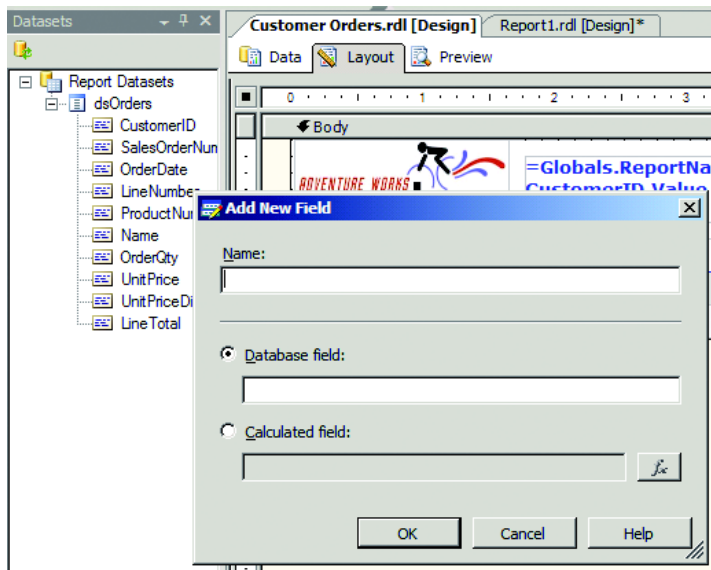 Datasets
Customer Orders.rdl [Design]
Report1.rdl [Design]*
Data
Layout
Preview
Report Datasets
dsOrders
CustomerID
SalesOrderNum
OrderDate
LineNumber
ProductNu
Name
OrderQty
UnitPrice
UnitPriceDi
LineTotal
0 1 2 3
Body
ADVENTURE WORKS
=Globals.ReportNa
CustomerID.Value
Add New Field
Name:
Database field:
Calculated field:
fx
OK
Cancel
Help